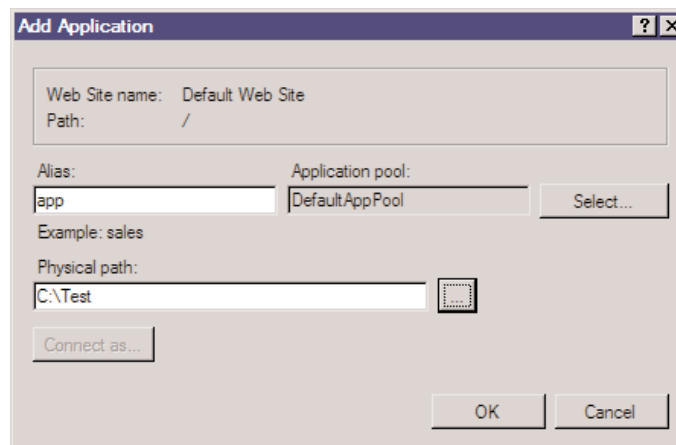 Add Application
Web Site name: Default Web Site
Path: /
Alias: Application pool:
app DefaultAppPool Select...
Example: sales
Physical path:
C:\Test ...
Connect as...
OK Cancel